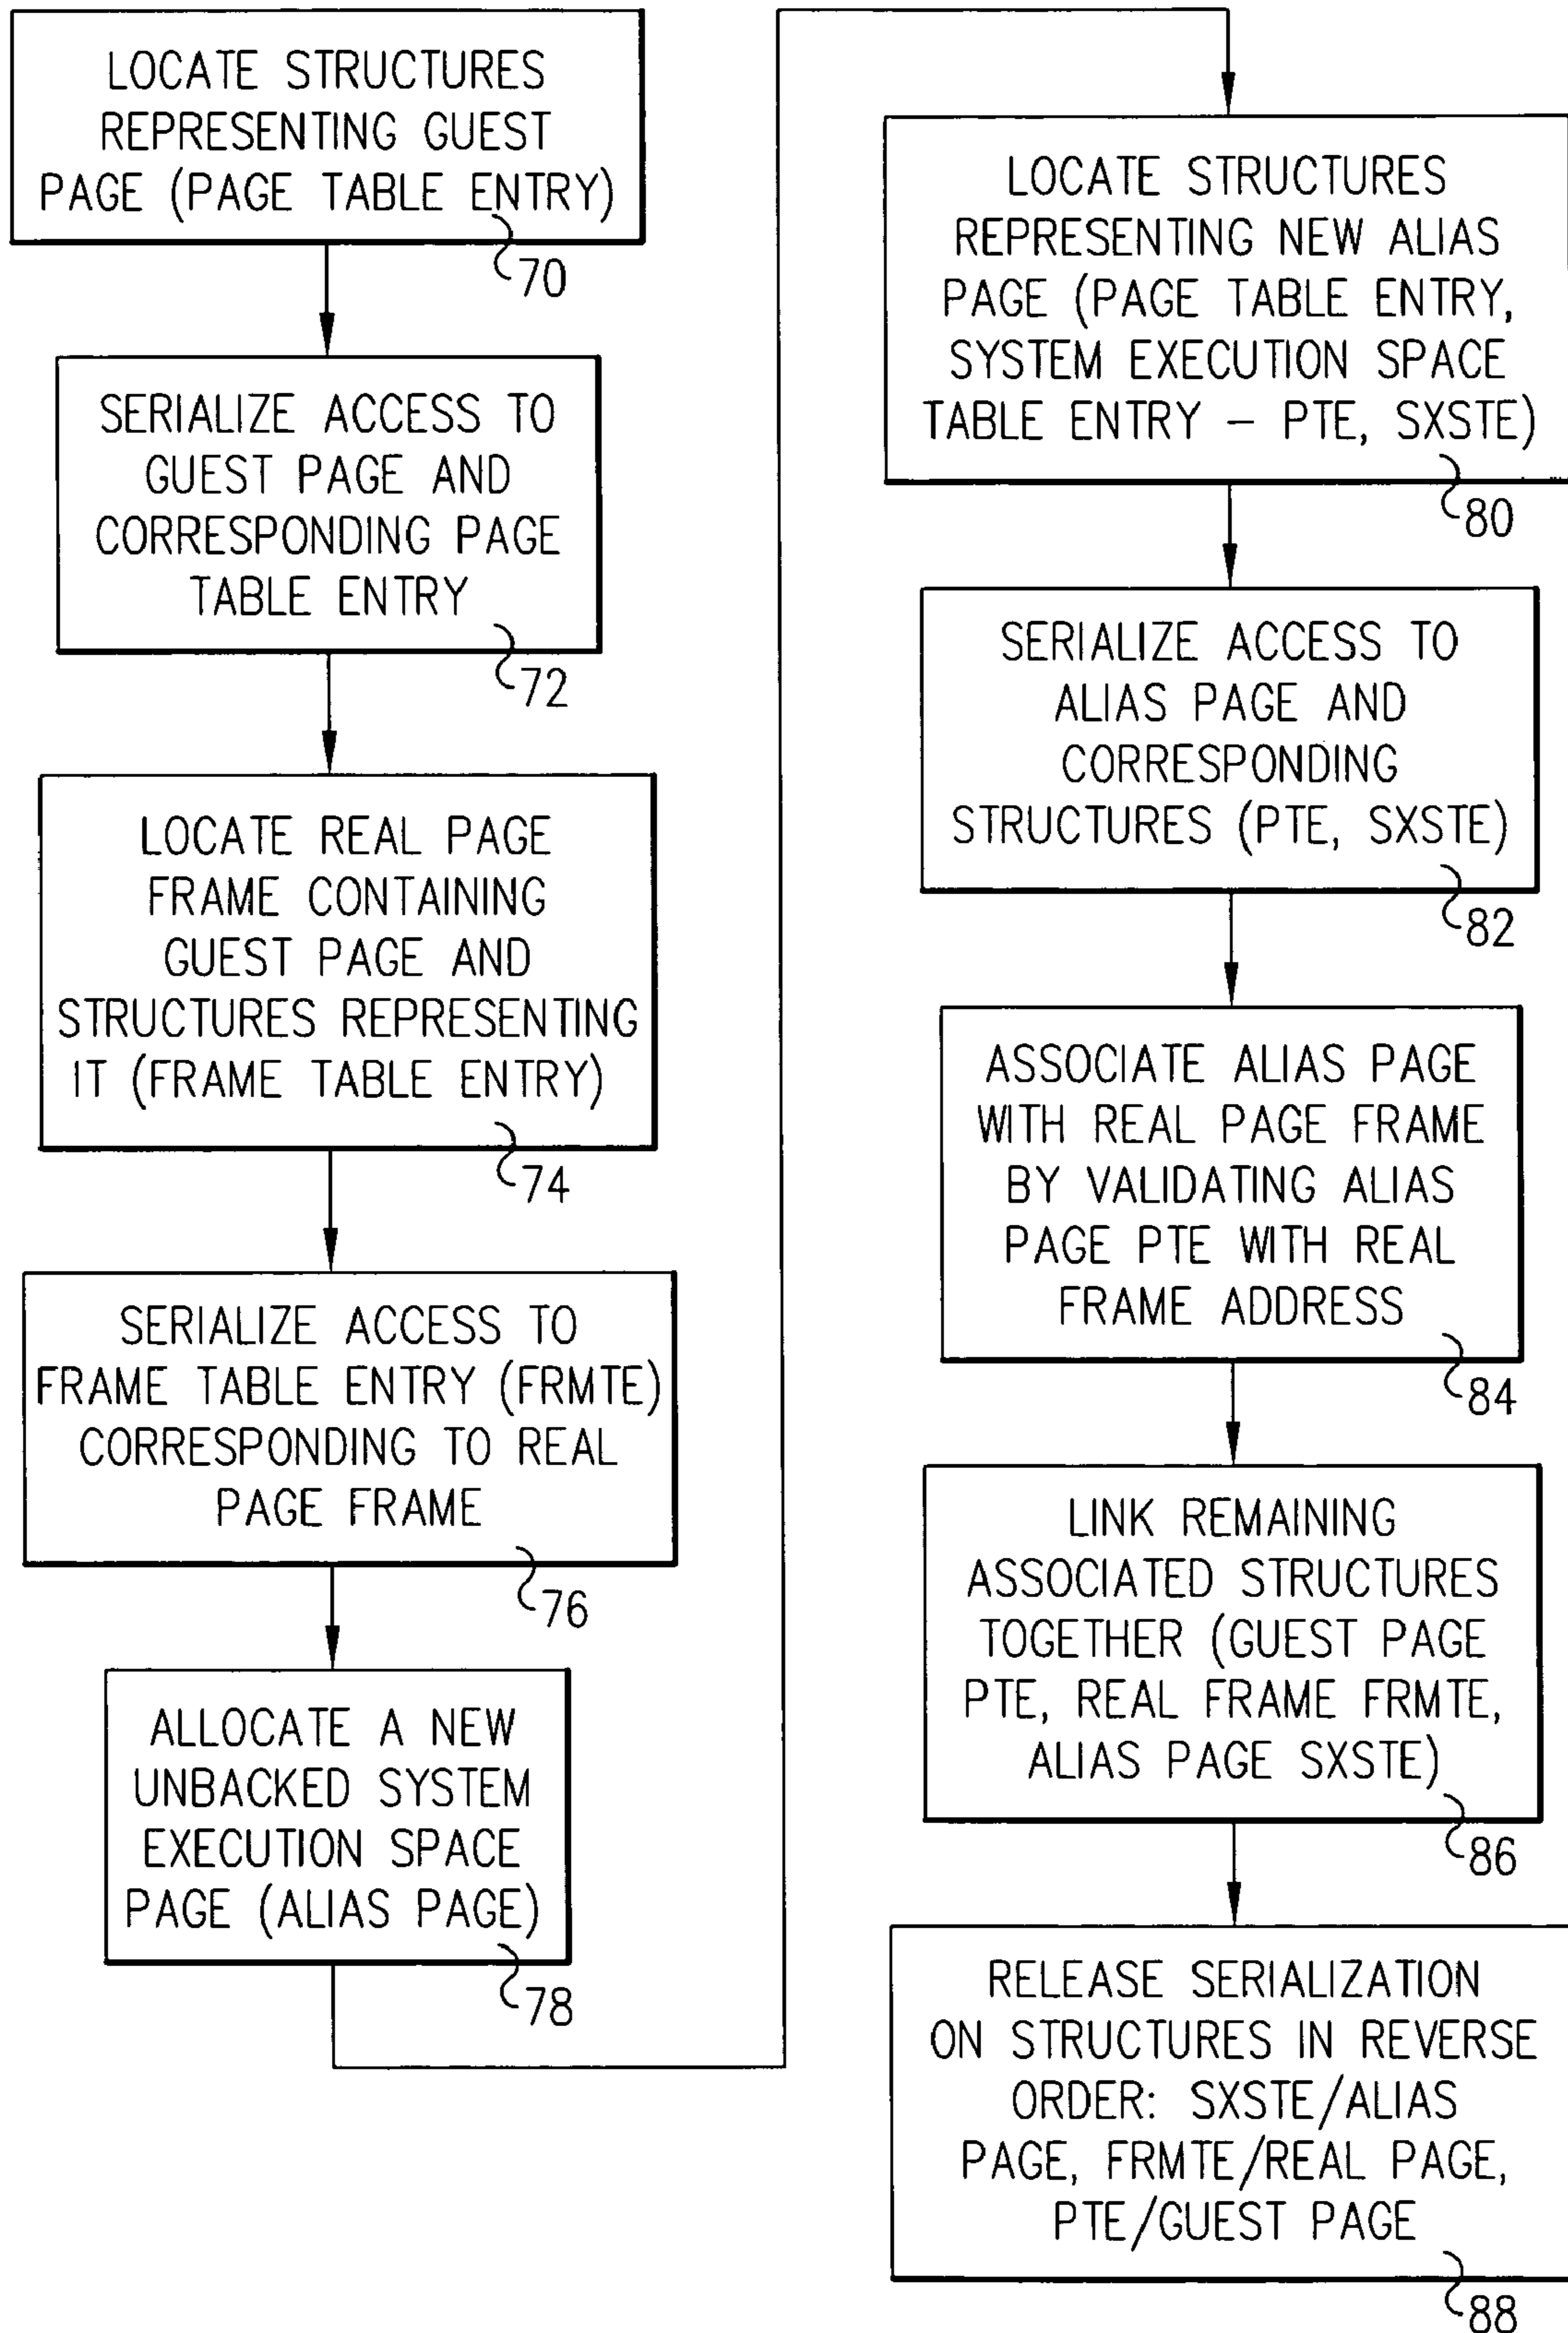 LOCATE STRUCTURES
REPRESENTING GUEST
PAGE (PAGE TABLE ENTRY)
70
SERIALIZE ACCESS TO
GUEST PAGE AND
CORRESPONDING PAGE
TABLE ENTRY
72
LOCATE REAL PAGE
FRAME CONTAINING
GUEST PAGE AND
STRUCTURES REPRESENTING
IT (FRAME TABLE ENTRY)
74
SERIALIZE ACCESS TO
FRAME TABLE ENTRY (FRMTE)
CORRESPONDING TO REAL
PAGE FRAME
76
ALLOCATE A NEW
UNBACKED SYSTEM
EXECUTION SPACE
PAGE (ALIAS PAGE)
78
LOCATE STRUCTURES
REPRESENTING NEW ALIAS
PAGE (PAGE TABLE ENTRY,
SYSTEM EXECUTION SPACE
TABLE ENTRY – PTE, SXSTE)
80
SERIALIZE ACCESS TO
ALIAS PAGE AND
CORRESPONDING
STRUCTURES (PTE, SXSTE)
82
ASSOCIATE ALIAS PAGE
WITH REAL PAGE FRAME
BY VALIDATING ALIAS
PAGE PTE WITH REAL
FRAME ADDRESS
84
LINK REMAINING
ASSOCIATED STRUCTURES
TOGETHER (GUEST PAGE
PTE, REAL FRAME FRMTE,
ALIAS PAGE SXSTE)
86
RELEASE SERIALIZATION
ON STRUCTURES IN REVERSE
ORDER: SXSTE/ALIAS
PAGE, FRMTE/REAL PAGE,
PTE/GUEST PAGE
88